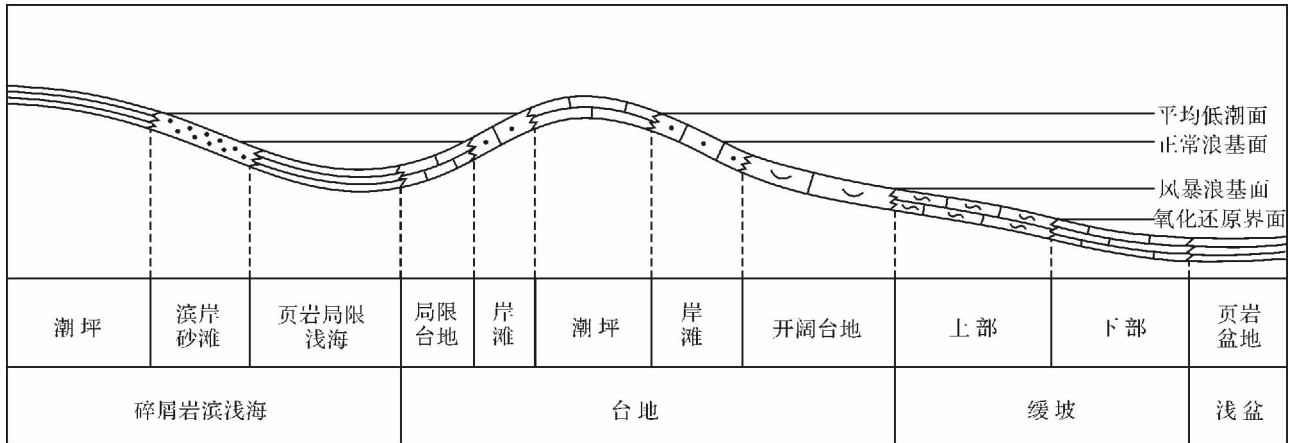 平均低潮面
正常浪基面
风暴浪基面
氧化还原界面
潮坪
滨岸
砂滩
页岩局限
浅海
局限
台地
岸
滩
潮坪
岸
滩
开阔台地
上部
下部
页岩
盆地
碎屑岩滨浅海
台地
缓坡
浅盆